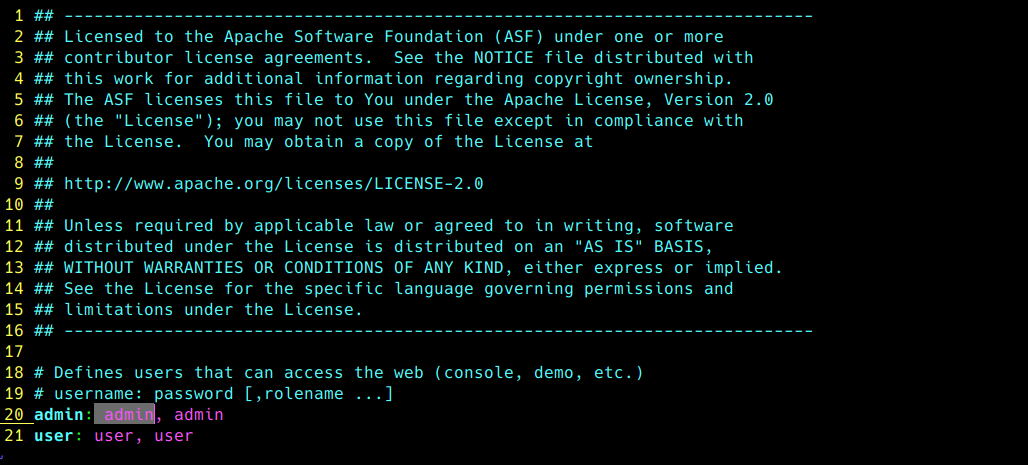 1 ## ---------------------------------------------------------------------------
2 ## Licensed to the Apache Software Foundation (ASF) under one or more
3 ## contributor license agreements.  See the NOTICE file distributed with
4 ## this work for additional information regarding copyright ownership.
5 ## The ASF licenses this file to You under the Apache License, Version 2.0
6 ## (the "License"); you may not use this file except in compliance with
7 ## the License.  You may obtain a copy of the License at
8 ##
9 ## http://www.apache.org/licenses/LICENSE-2.0
10 ##
11 ## Unless required by applicable law or agreed to in writing, software
12 ## distributed under the License is distributed on an "AS IS" BASIS,
13 ## WITHOUT WARRANTIES OR CONDITIONS OF ANY KIND, either express or implied.
14 ## See the License for the specific language governing permissions and
15 ## limitations under the License.
16 ## ---------------------------------------------------------------------------
17
18 # Defines users that can access the web (console, demo, etc.)
19 # username: password [,rolename ...]
20 admin: admin, admin
21 user: user, user